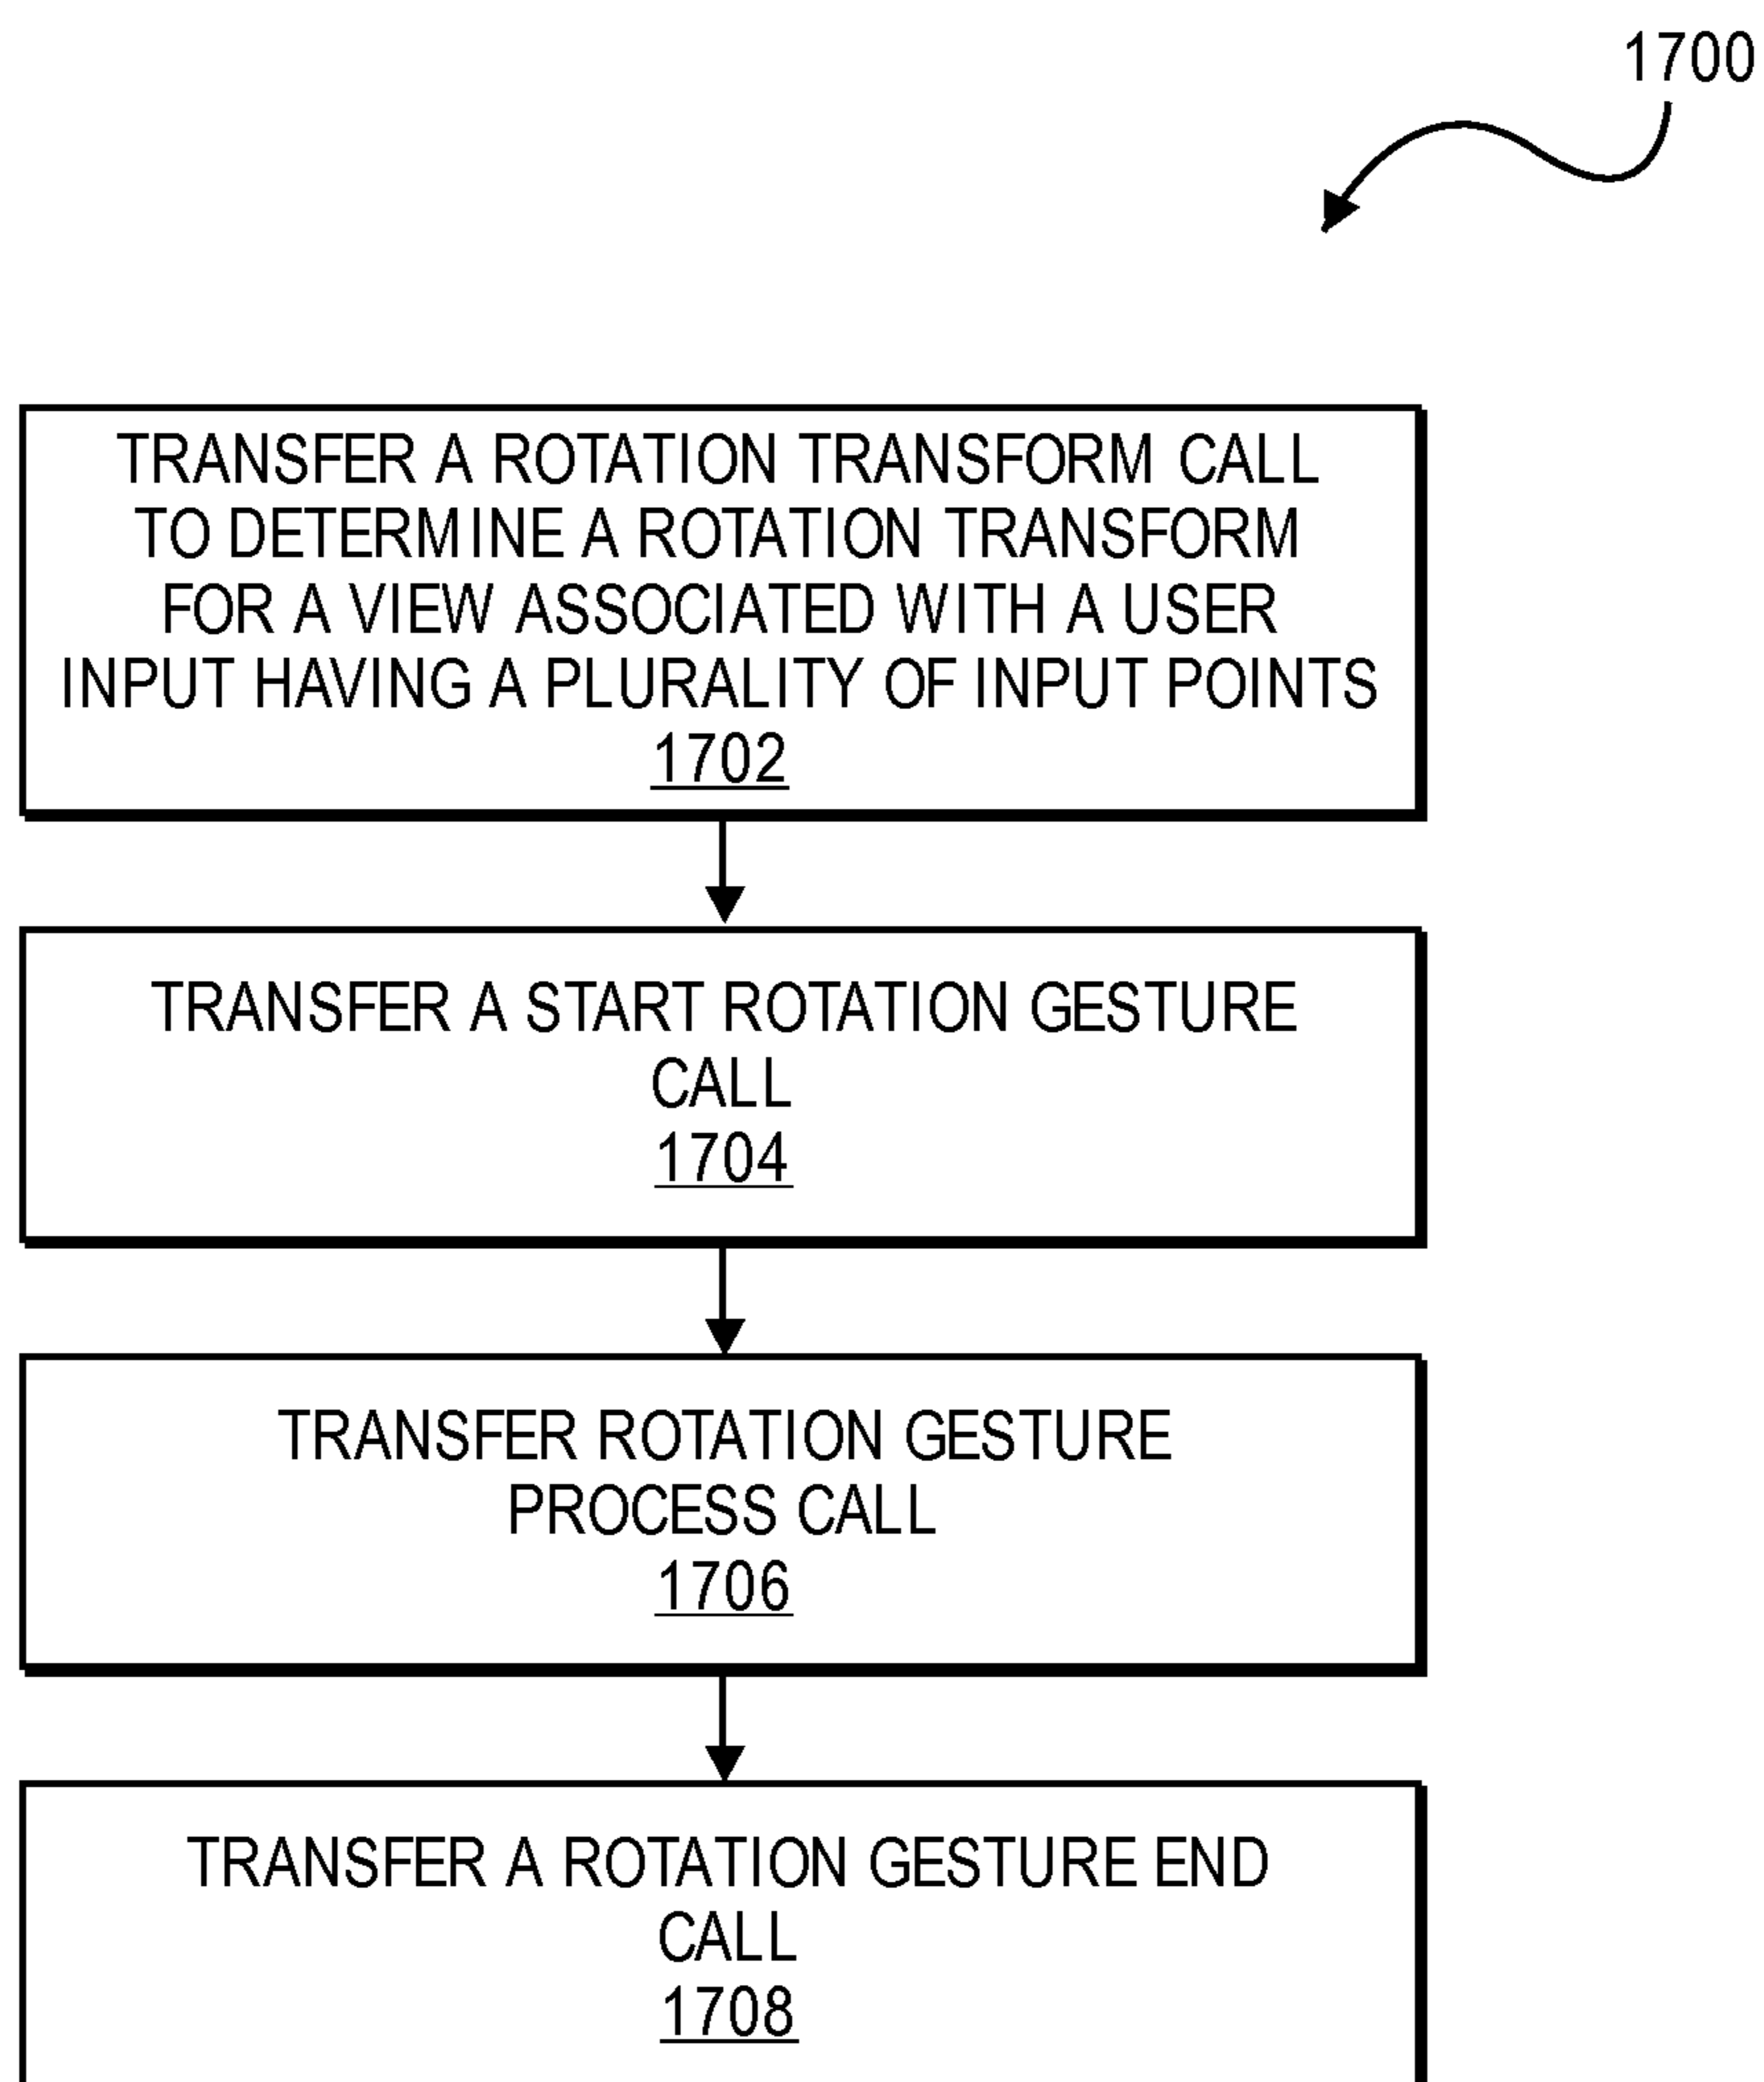 1700
TRANSFER A ROTATION TRANSFORM CALL
TO DETERMINE A ROTATION TRANSFORM
FOR A VIEW ASSOCIATED WITH A USER
INPUT HAVING A PLURALITY OF INPUT POINTS
1702
TRANSFER A START ROTATION GESTURE
CALL
1704
TRANSFER ROTATION GESTURE
PROCESS CALL
1706
TRANSFER A ROTATION GESTURE END
CALL
1708